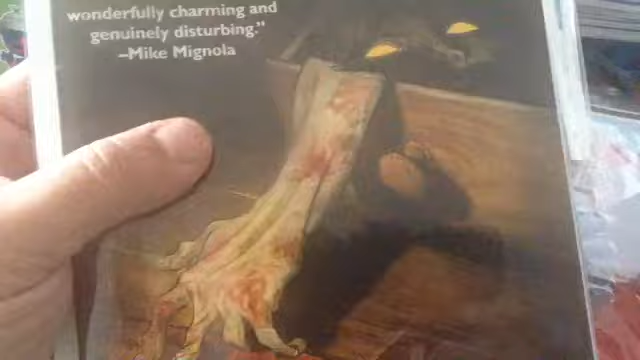 wonderfully charming and
genuinely disturbing."
–Mike Mignola